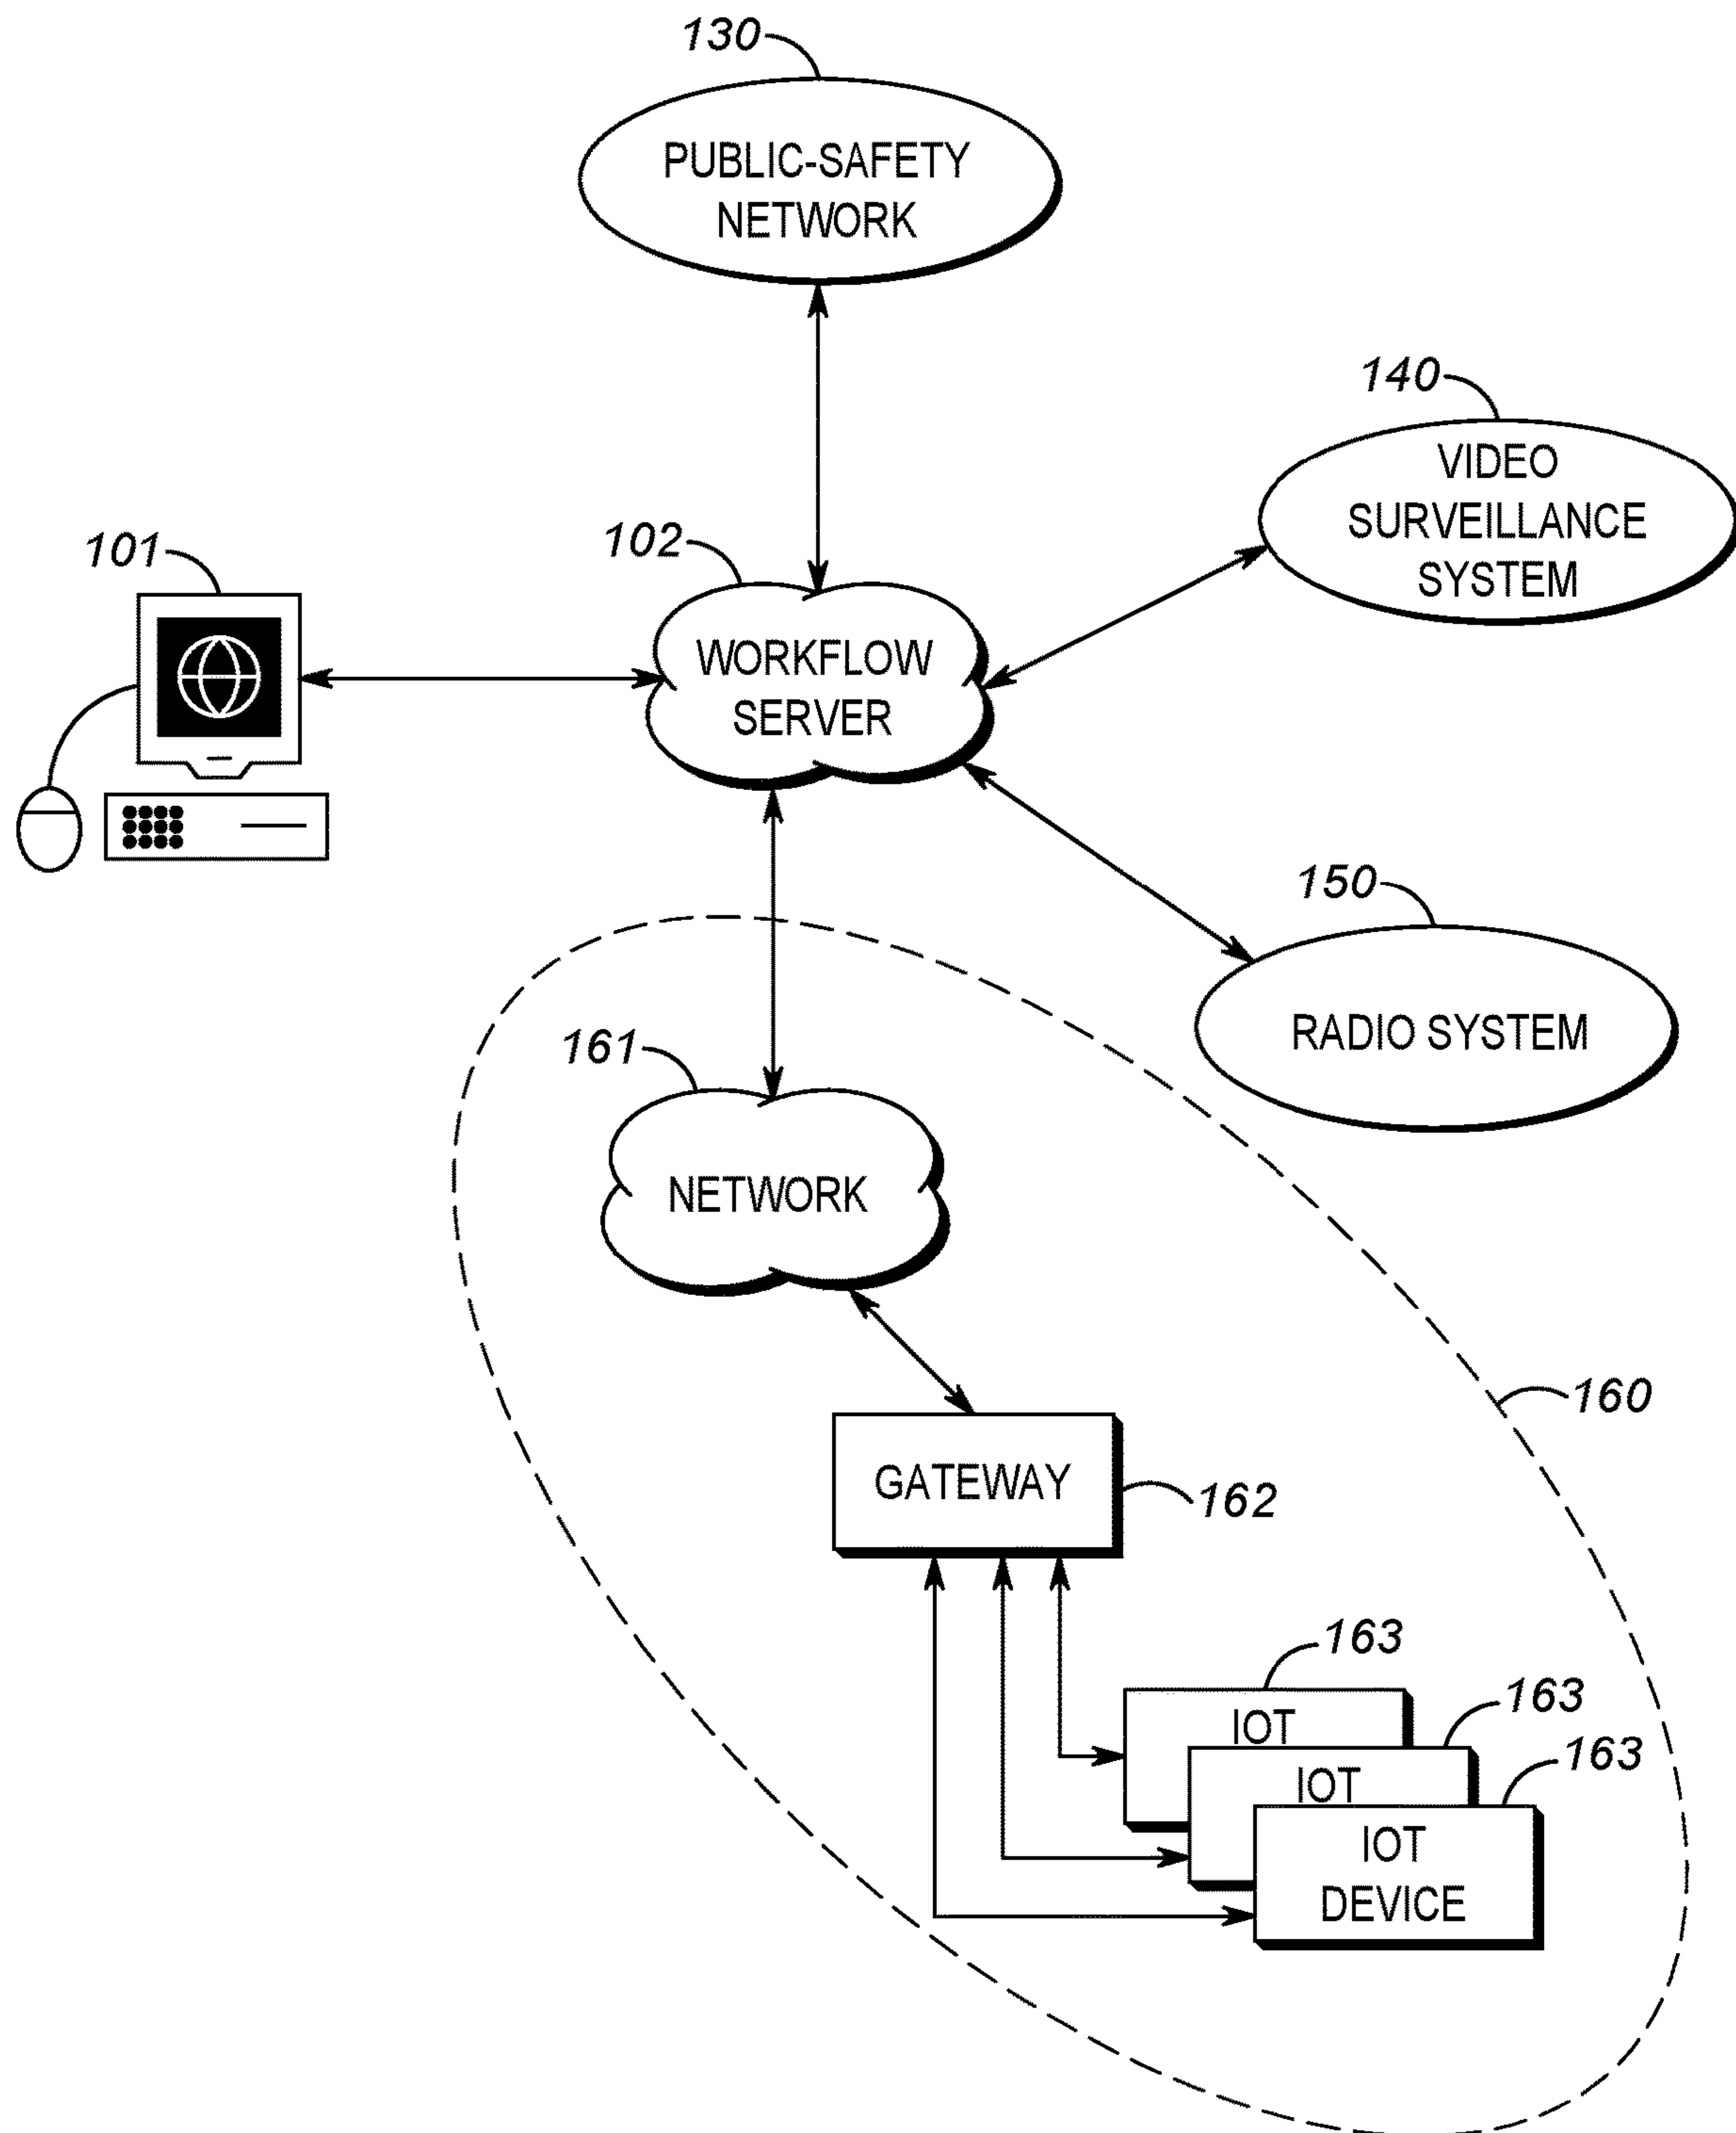 130
PUBLIC-SAFETY
NETWORK
140
VIDEO
SURVEILLANCE
SYSTEM
101
102
WORKFLOW
SERVER
150
RADIO SYSTEM
161
NETWORK
160
GATEWAY
162
163
IOT
163
IOT
163
IOT
DEVICE